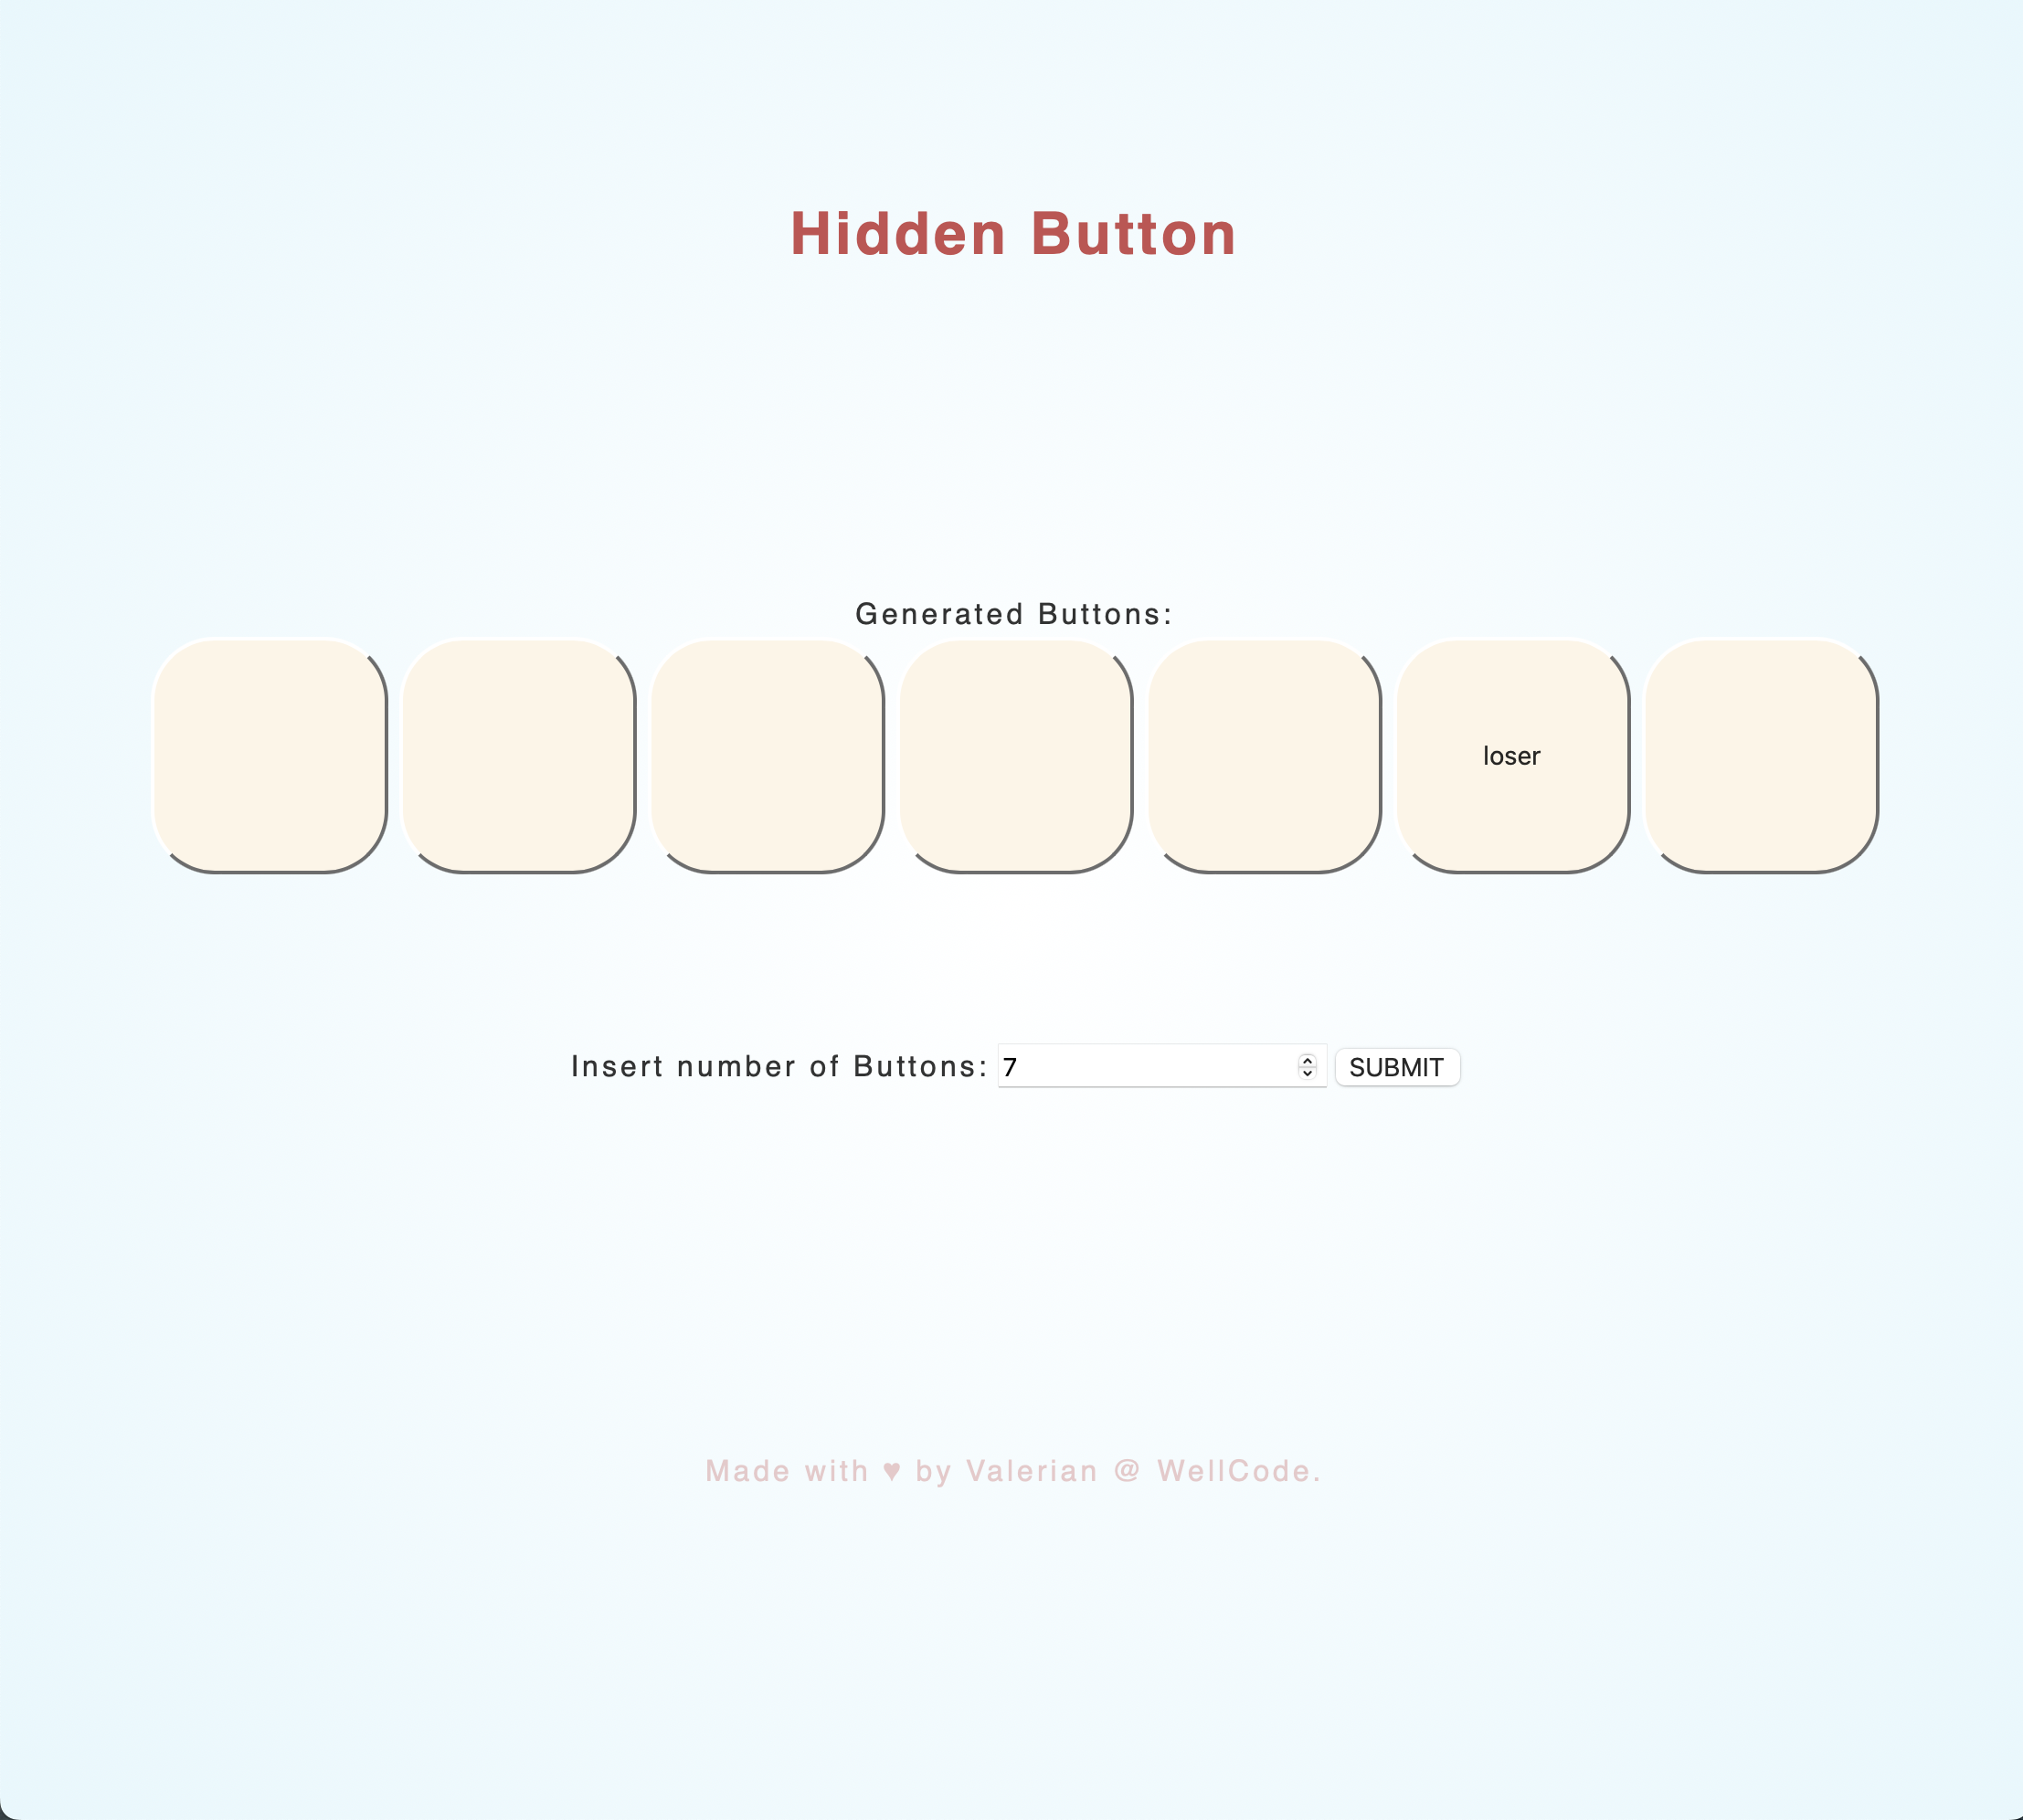 Hidden Button
Generated Buttons:
loser
Insert number of Buttons: 7 SUBMIT
Made with ♥ by Valerian @ WellCode.